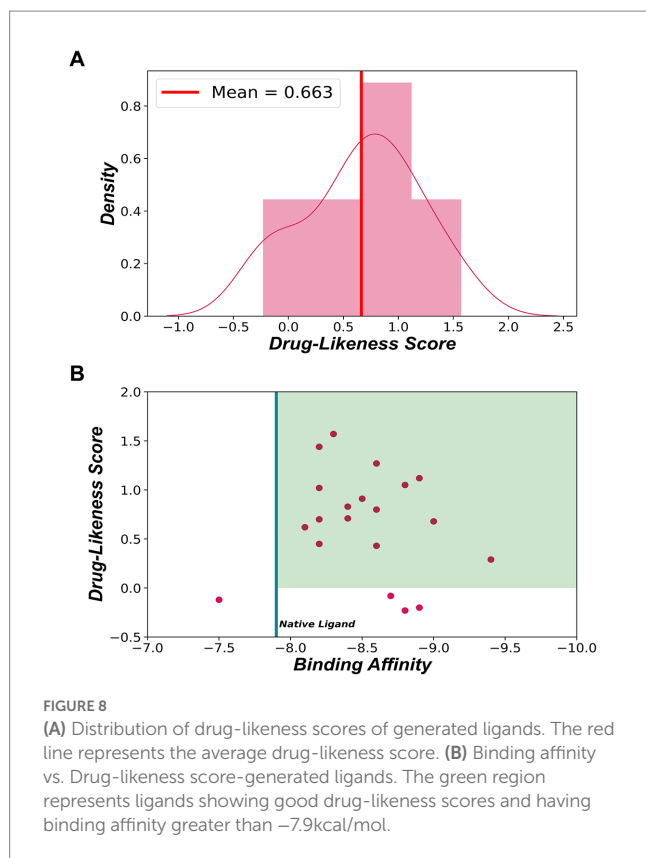 A
Mean = 0.663
0.8
0.6
0.4
0.2
0.0
Density
−1.0 −0.5 0.0 0.5 1.0 1.5 2.0 2.5
Drug-Likeness Score
B
2.0
1.5
1.0
0.5
0.0
−0.5
Drug-Likeness Score
Native Ligand
−7.0 −7.5 −8.0 −8.5 −9.0 −9.5 −10.0
Binding Affinity
FIGURE 8
(A) Distribution of drug-likeness scores of generated ligands. The red
line represents the average drug-likeness score. (B) Binding affinity
vs. Drug-likeness score-generated ligands. The green region
represents ligands showing good drug-likeness scores and having
binding affinity greater than −7.9kcal/mol.